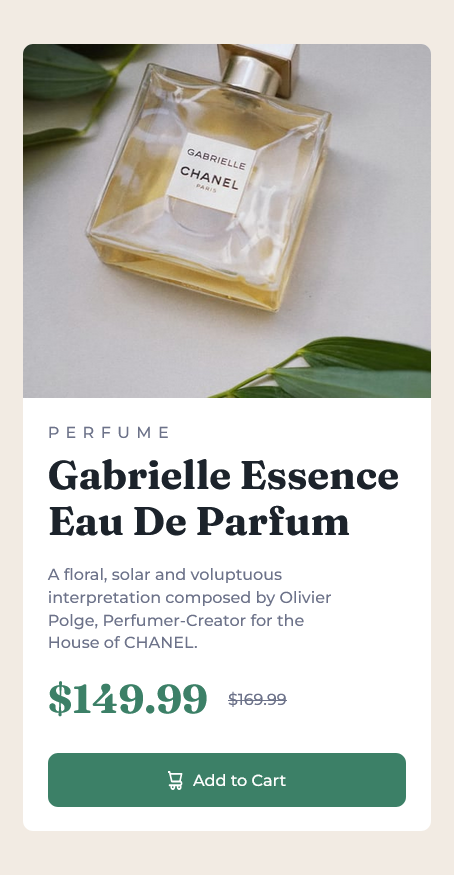 GABRIELLE
CHANEL
PARIS
PERFUME
Gabrielle Essence
Eau De Parfum
A floral, solar and voluptuous
interpretation composed by Olivier
Polge, Perfumer-Creator for the
House of CHANEL.
$149.99 $169.99
Add to Cart